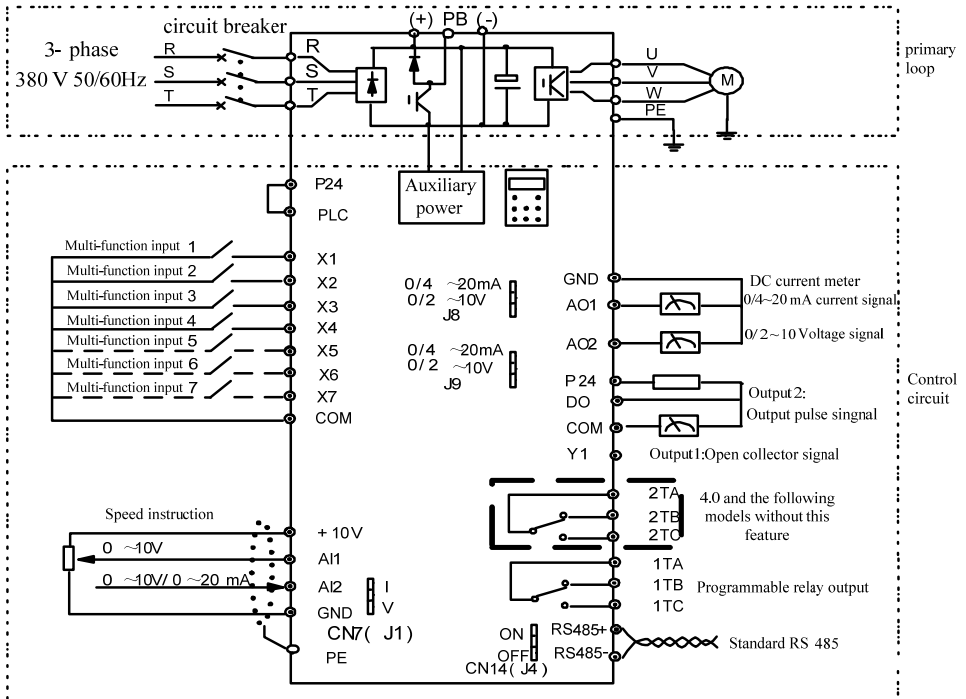 circuit breaker
(+) PB (-)
3- phase
380 V 50/60Hz
R
S
T
R
S
T
U
V
W
PE
M
primary
loop
P24
PLC
Auxiliary
power
Multi-function input 1
Multi-function input 2
Multi-function input 3
Multi-function input 4
Multi-function input 5
Multi-function input 6
Multi-function input 7
X1
X2
X3
X4
X5
X6
X7
COM
0/4 ~20mA
0/2 ~10V
J8
0/4 ~20mA
0/2 ~10V
J9
GND
AO1
AO2
P24
DO
COM
Y1
DC current meter
0/4~20 mA current signal
0/2~10 Voltage signal
Output2:
Output pulse singnal
Output1:Open collector signal
Control
circuit
2TA
2TB
2TC
4.0 and the following
models without this
feature
1TA
1TB
1TC
Programmable relay output
Speed instruction
0 ~10V
0 ~10V/ 0 ~20 mA
+10V
AI1
AI2
GND
I
V
CN7( J1)
PE
ON
OFF
CN14( J4)
RS485+
RS485-
Standard RS 485